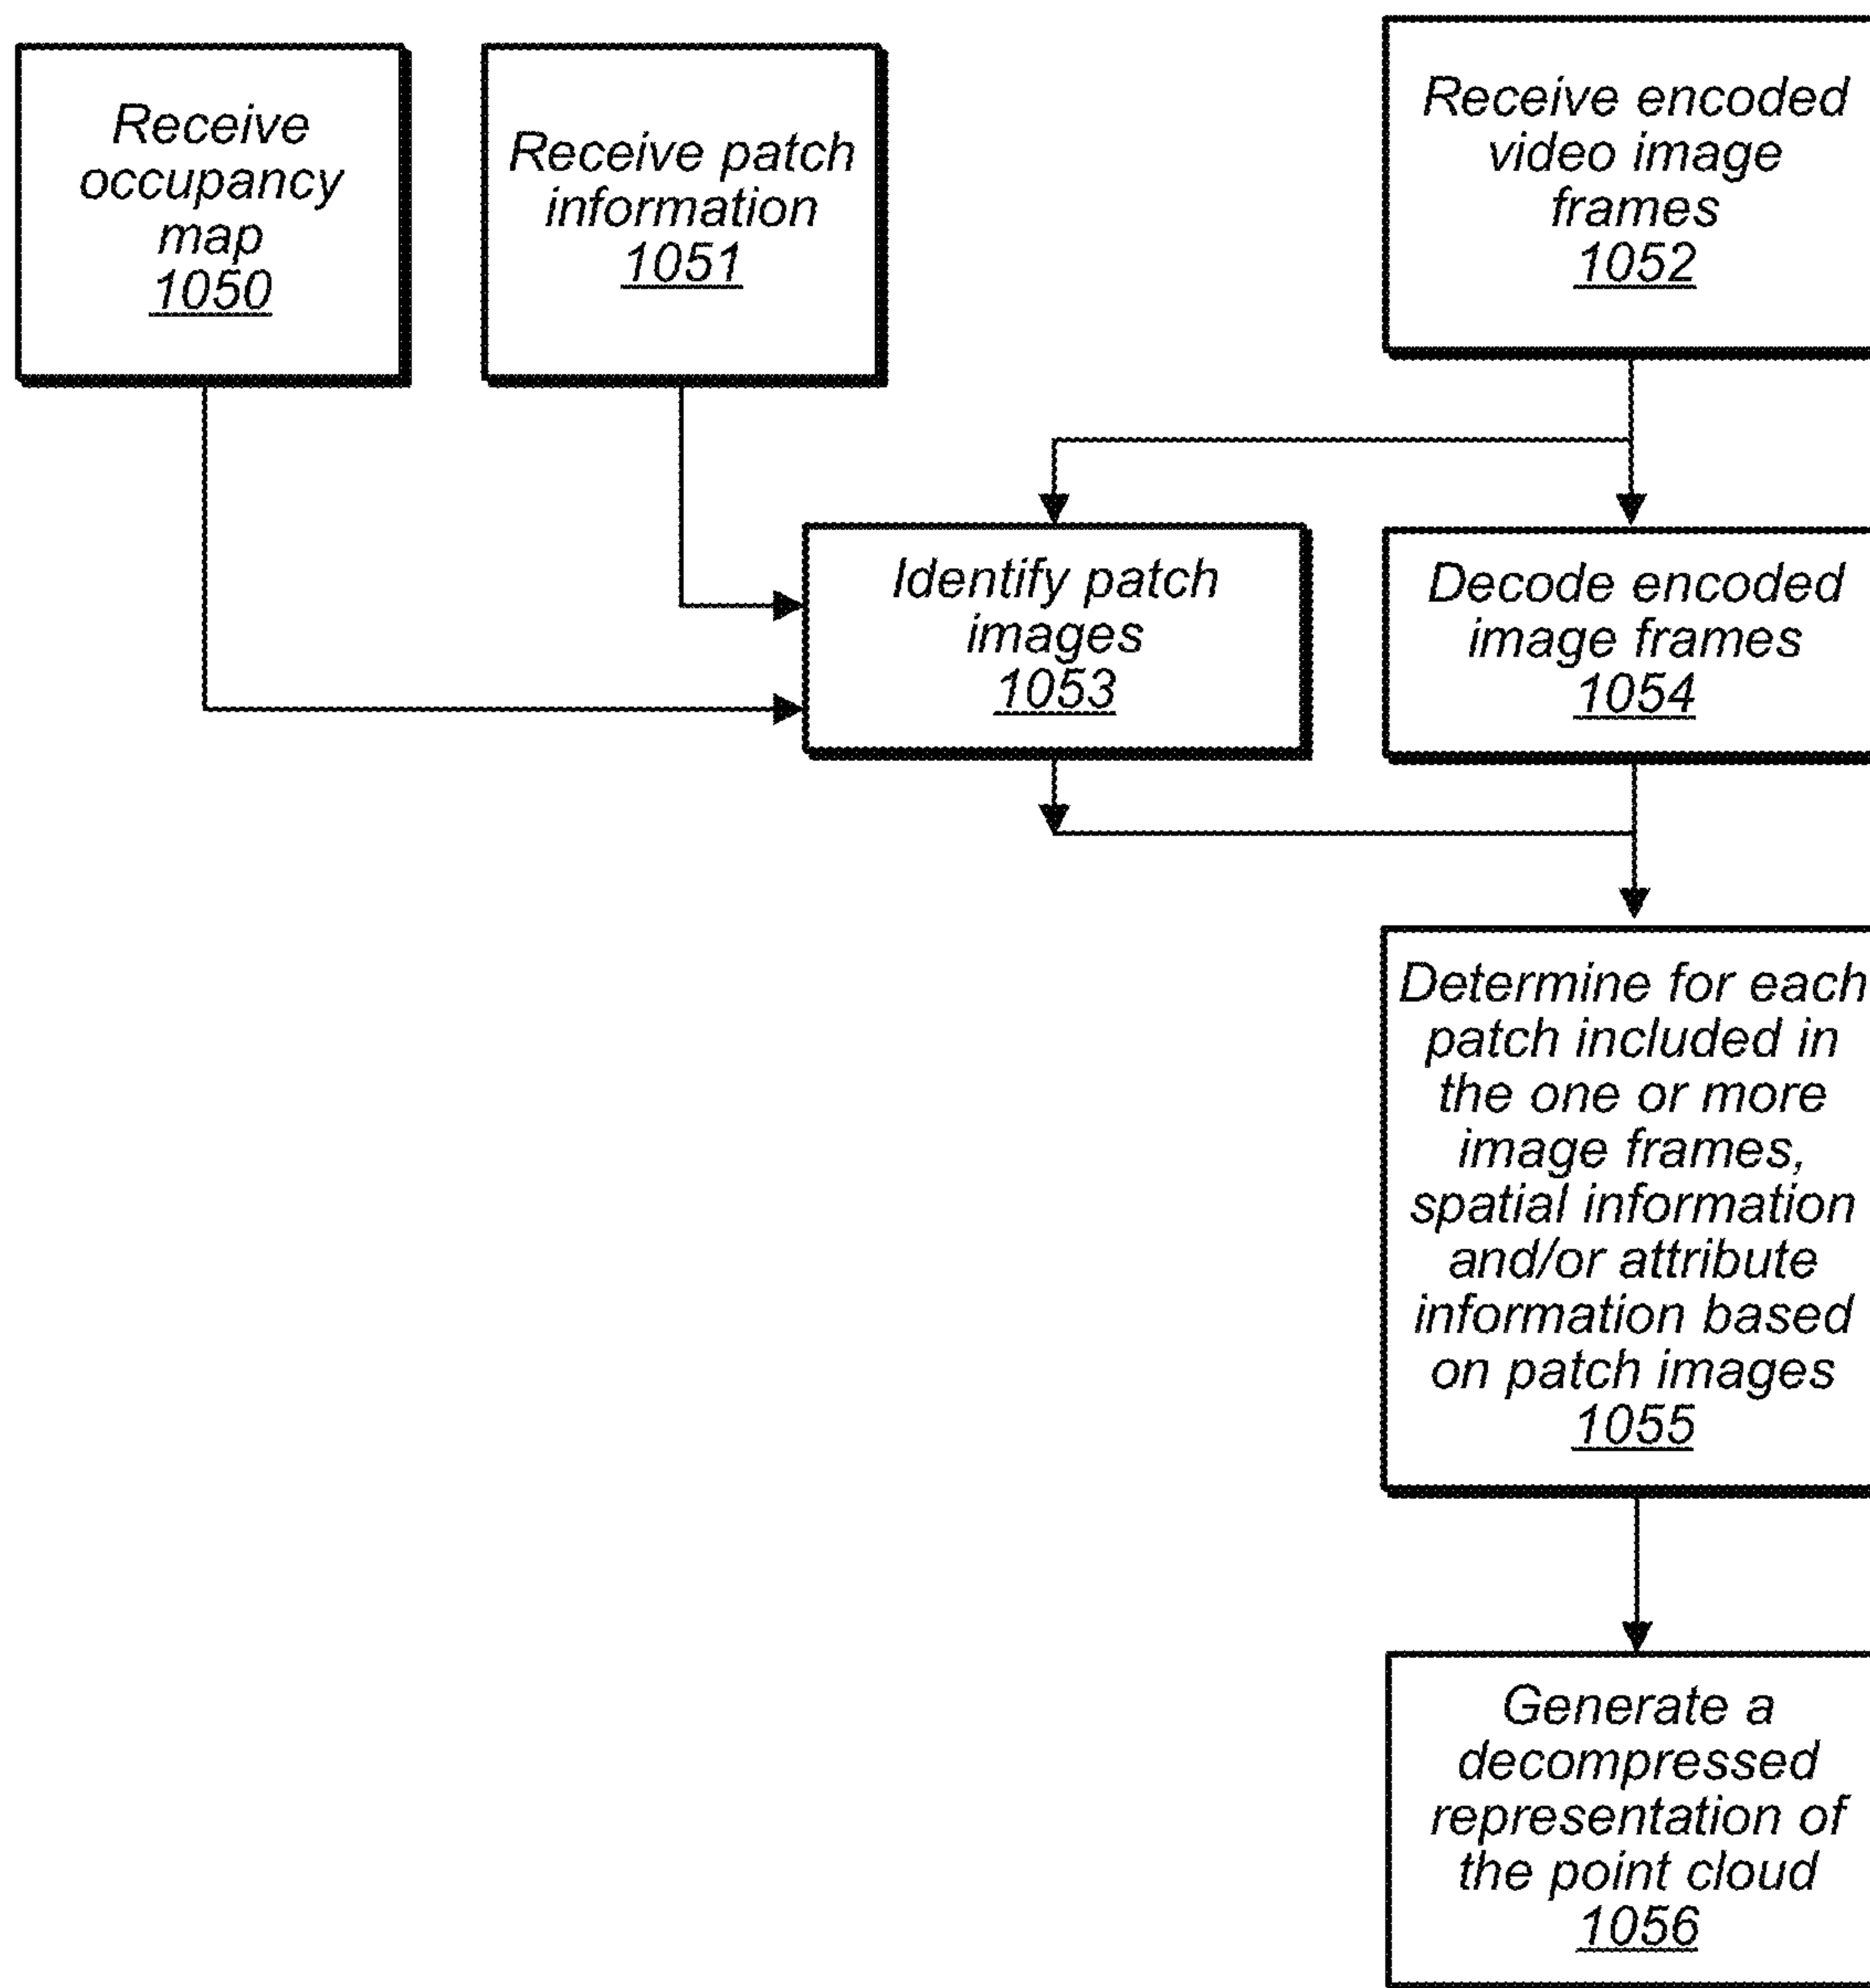 Receive
occupancy
map
1050
Receive patch
information
1051
Receive encoded
video image
frames
1052
Identify patch
images
1053
Decode encoded
image frames
1054
Determine for each
patch included in
the one or more
image frames,
spatial information
and/or attribute
information based
on patch images
1055
Generate a
decompressed
representation of
the point cloud
1056